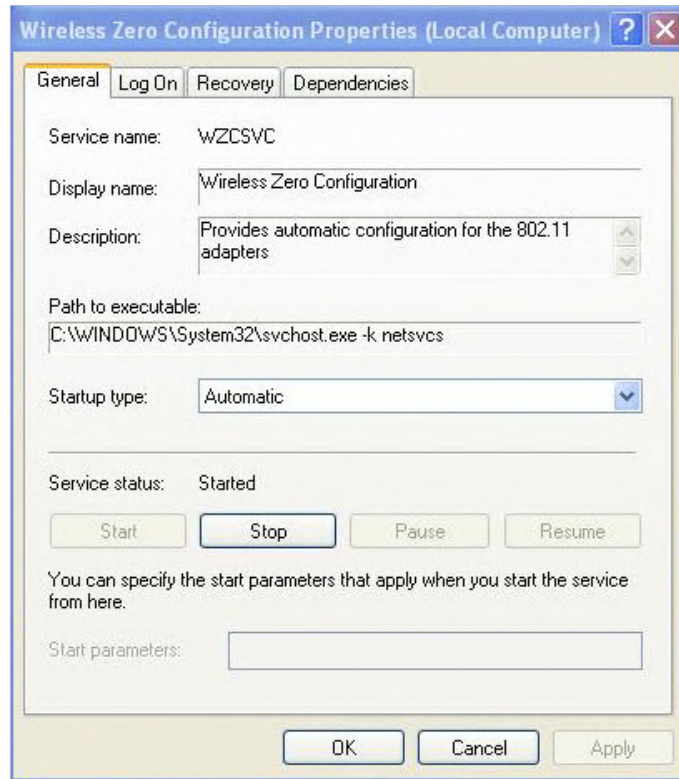 Wireless Zero Configuration Properties (Local Computer)
General Log On Recovery Dependencies
Service name: WZCSVC
Display name: Wireless Zero Configuration
Description: Provides automatic configuration for the 802.11
adapters
Path to executable:
C:\WINDOWS\System32\svchost.exe -k netsvcs
Startup type: Automatic
Service status: Started
Start Stop Pause Resume
You can specify the start parameters that apply when you start the service
from here.
Start parameters:
OK Cancel Apply